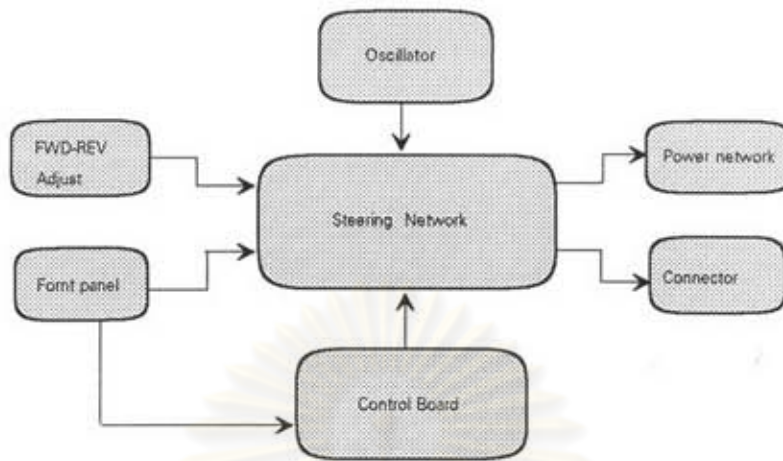 Oscillator
FWD-REV
Adjust
Power network
Steering Network
Fornt panel
Connector
Control Board